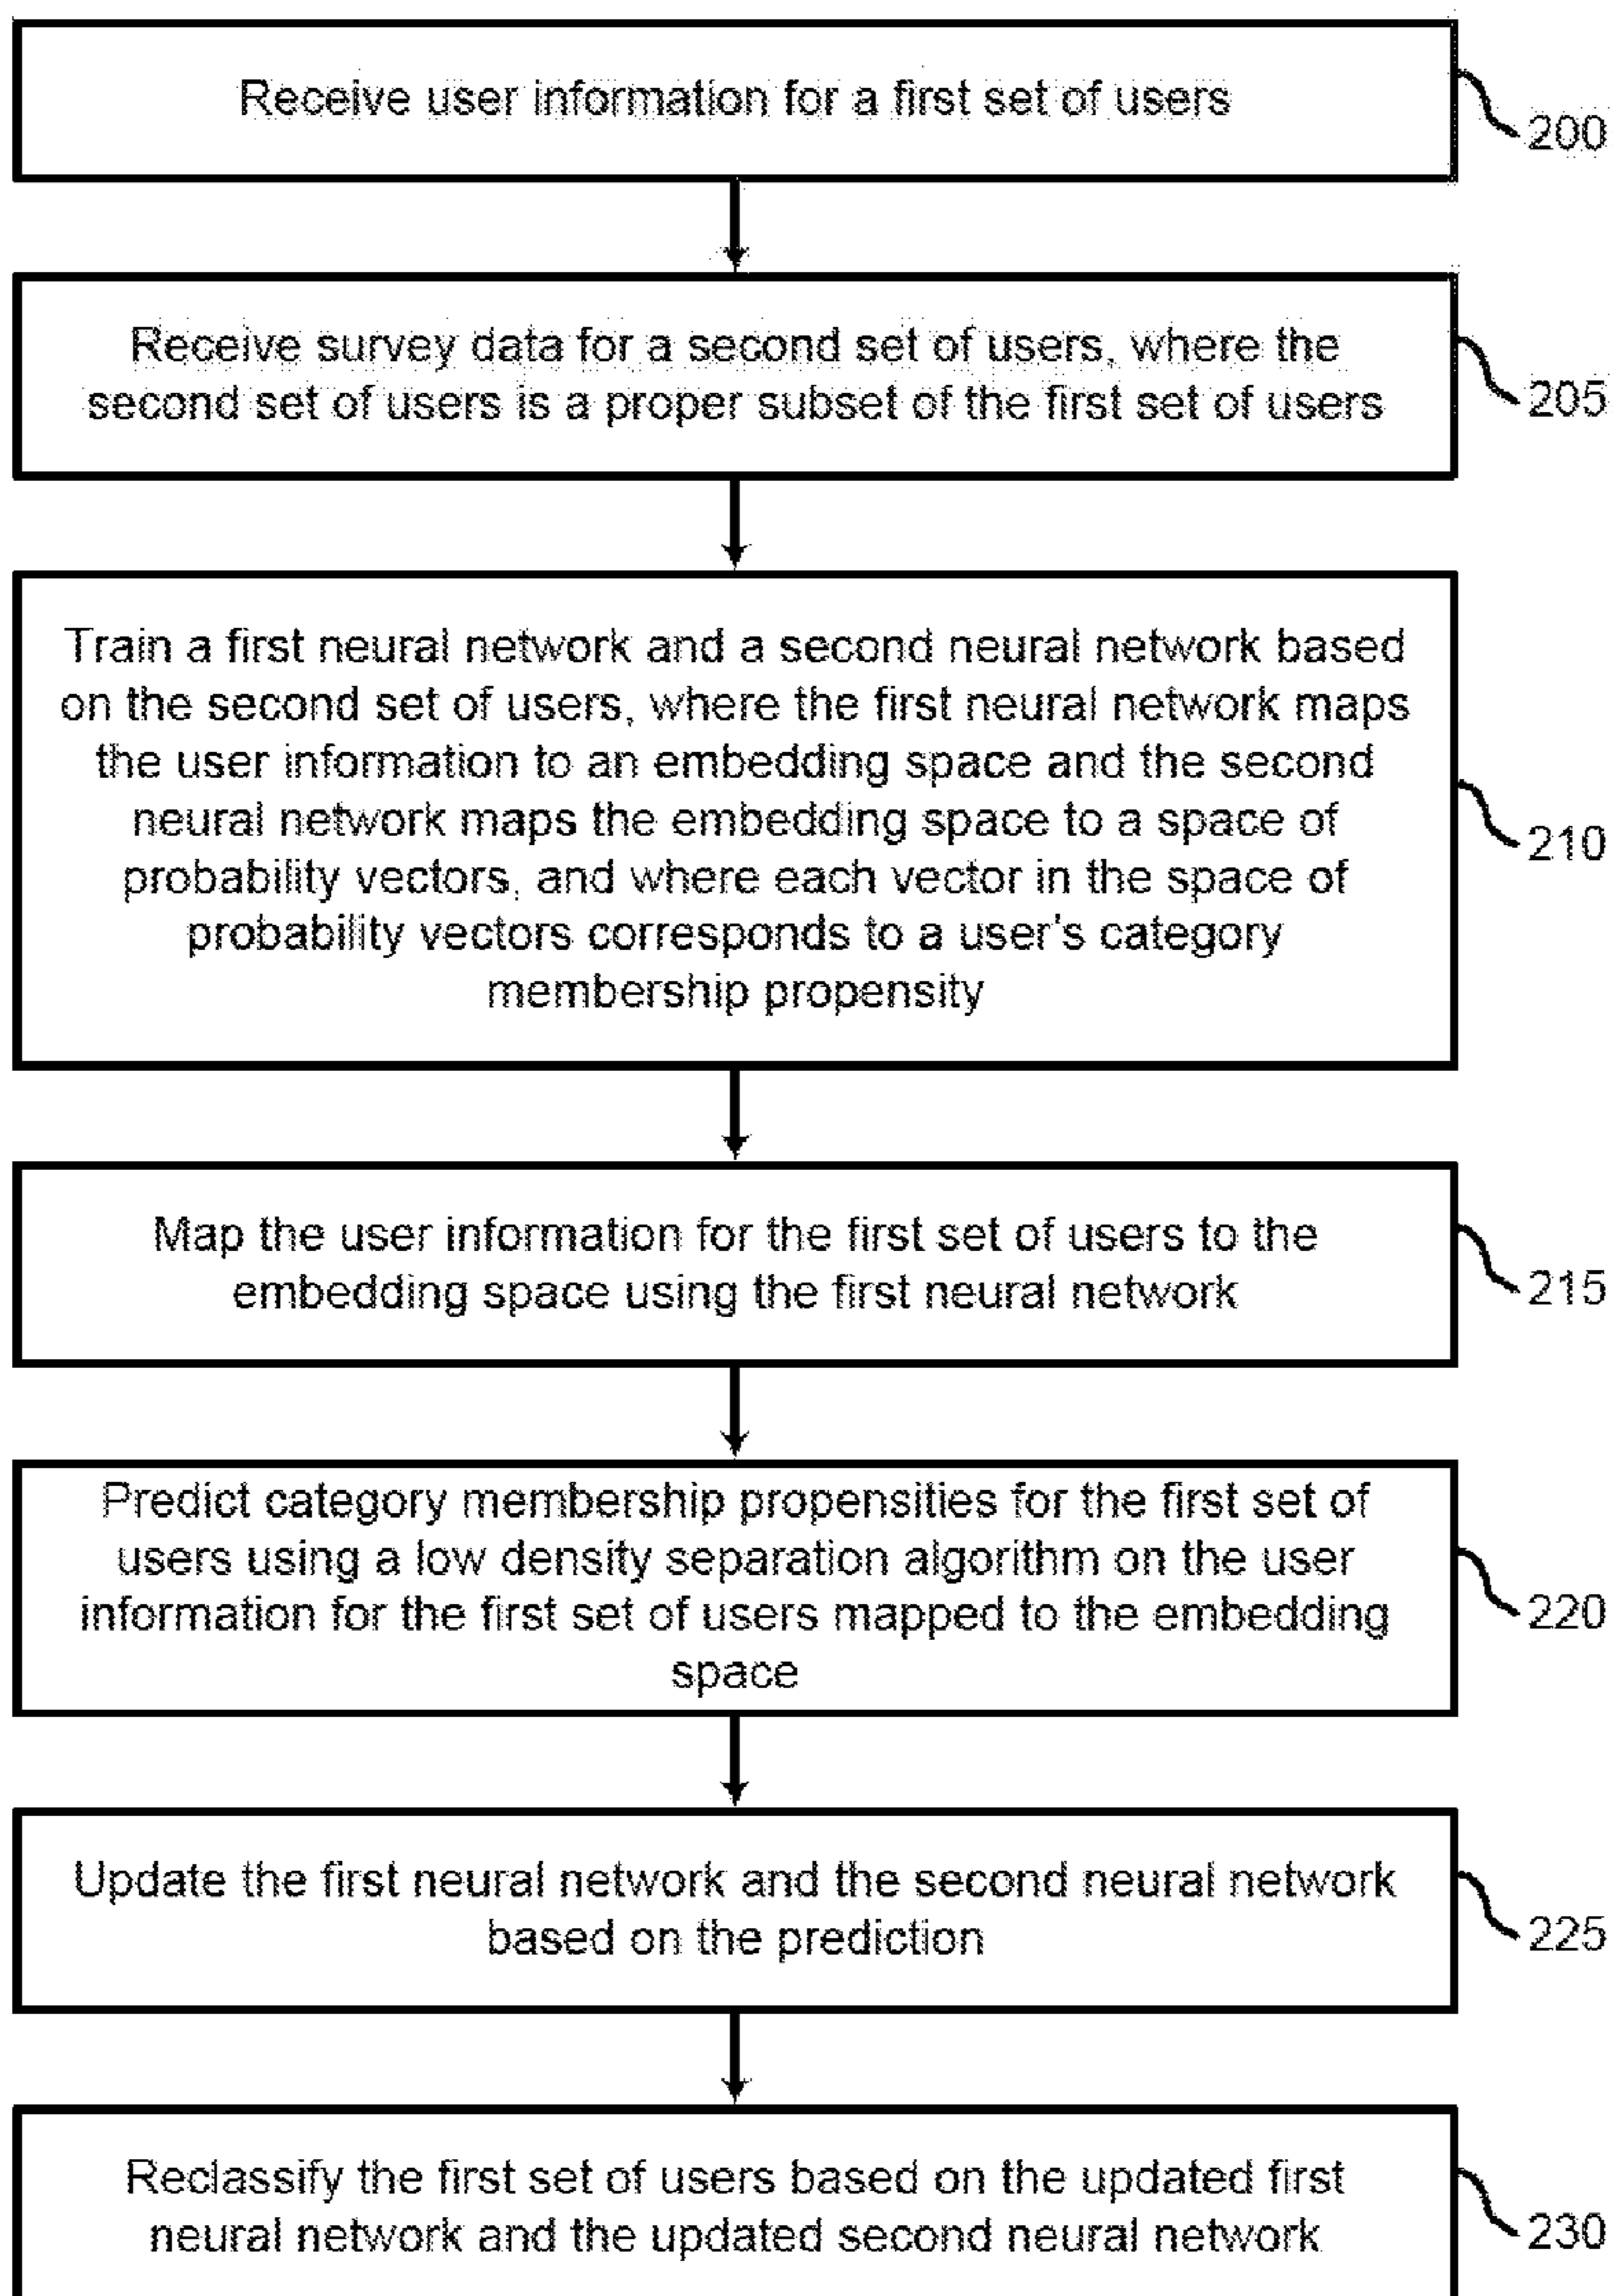 Receive user information for a first set of users
200
Receive survey data for a second set of users, where the
second set of users is a proper subset of the first set of users
205
Train a first neural network and a second neural network based
on the second set of users, where the first neural network maps
the user information to an embedding space and the second
neural network maps the embedding space to a space of
probability vectors, and where each vector in the space of
probability vectors corresponds to a user's category
membership propensity
210
Map the user information for the first set of users to the
embedding space using the first neural network
215
Predict category membership propensities for the first set of
users using a low density separation algorithm on the user
information for the first set of users mapped to the embedding
space
220
Update the first neural network and the second neural network
based on the prediction
225
Reclassify the first set of users based on the updated first
neural network and the updated second neural network
230